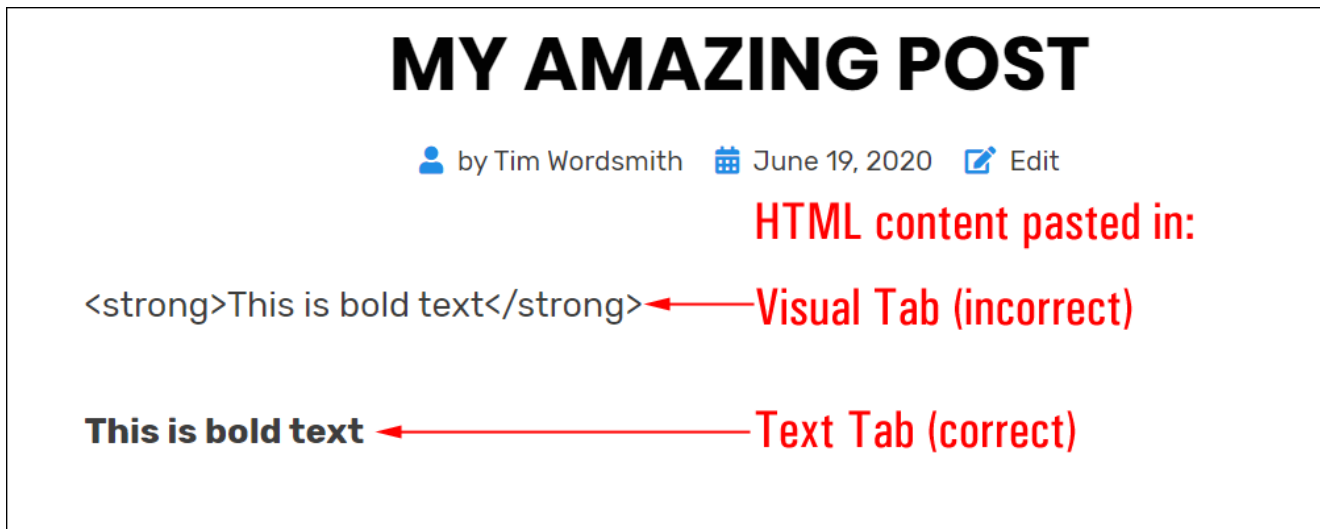 MY AMAZING POST
by Tim Wordsmith June 19, 2020 Edit
HTML content pasted in:
<strong>This is bold text</strong> Visual Tab (incorrect)
This is bold text Text Tab (correct)